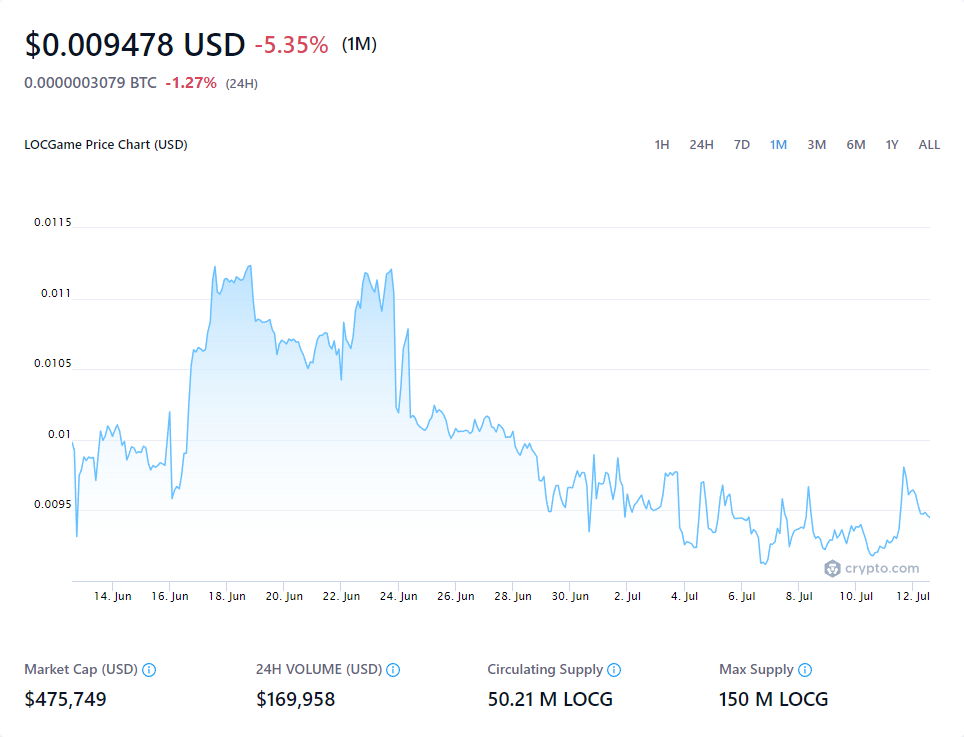 $0.009478 USD -5.35% (1M)
0.0000003079 BTC -1.27% (24H)
LOCGame Price Chart (USD) 1H 24H 7D 1M 3M 6M 1Y ALL
0.0115
0.011
0.0105
0.01
0.0095
crypto.com
14. Jun 16. Jun 18. Jun 20. Jun 22. Jun 24. Jun 26. Jun 28. Jun 30. Jun 2. Jul 4. Jul 6. Jul 8. Jul 10. Jul 12. Jul
Market Cap (USD) 24H VOLUME (USD) Circulating Supply Max Supply
$475,749 $169,958 50.21 M LOCG 150 M LOCG